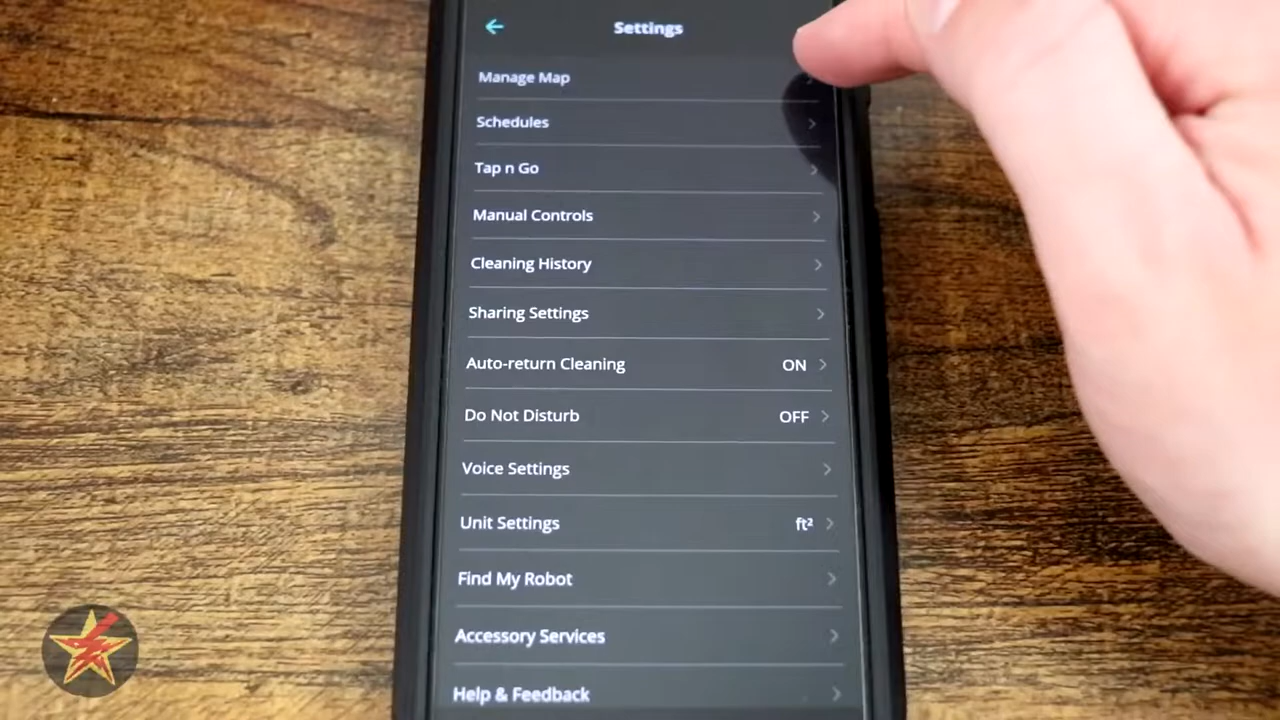 Settings
Manage Map
Schedules
Tap n Go
Manual Controls
Cleaning History
Sharing Settings
Auto-return Cleaning ON
Do Not Disturb OFF
Voice Settings
Unit Settings ft²
Find My Robot
Accessory Services
Help & Feedback